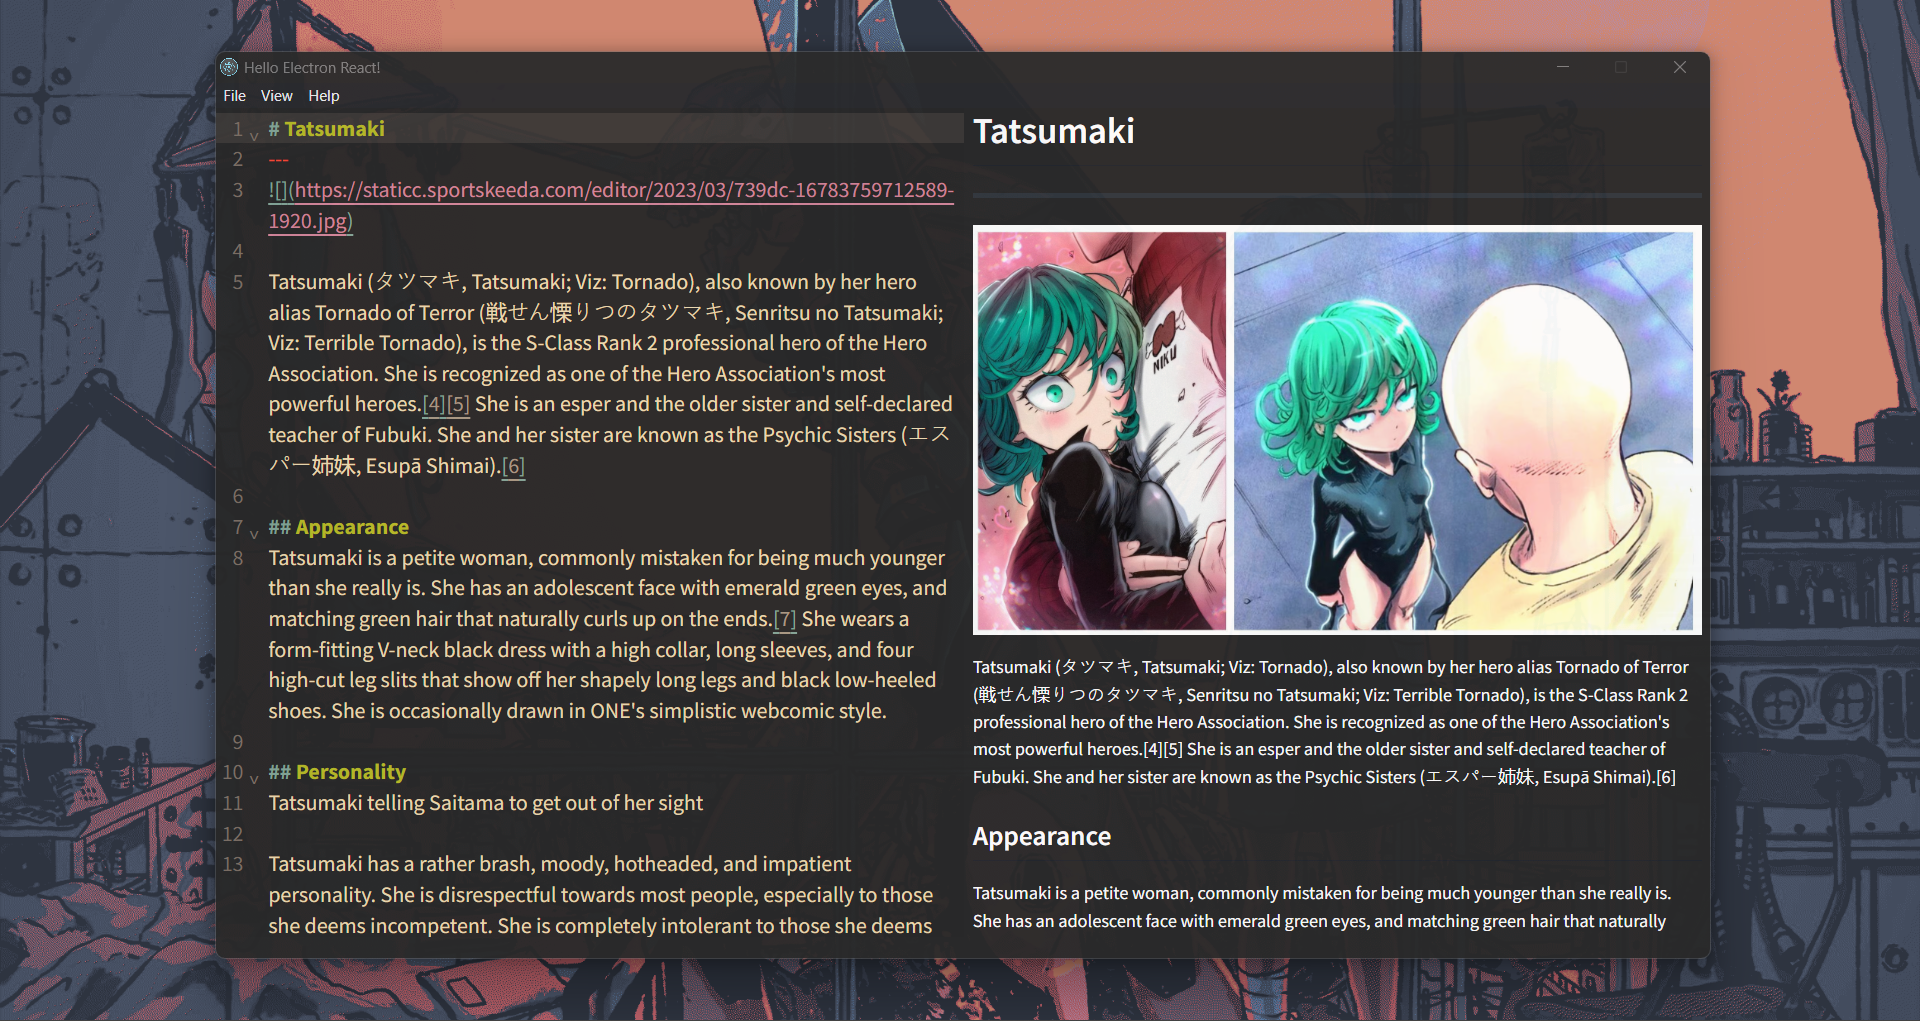 Hello Electron React!
File View Help
1 # Tatsumaki
2 ---
3 ![](https://staticc.sportskeeda.com/editor/2023/03/739dc-16783759712589-
1920.jpg)
4
5 Tatsumaki (タツマキ, Tatsumaki; Viz: Tornado), also known by her hero
alias Tornado of Terror (戦せん慄りつのタツマキ, Senritsu no Tatsumaki;
Viz: Terrible Tornado), is the S-Class Rank 2 professional hero of the Hero
Association. She is recognized as one of the Hero Association's most
powerful heroes.[4][5] She is an esper and the older sister and self-declared
teacher of Fubuki. She and her sister are known as the Psychic Sisters (エス
パー姉妹, Esupā Shimai).[6]
6
7 ## Appearance
8 Tatsumaki is a petite woman, commonly mistaken for being much younger
than she really is. She has an adolescent face with emerald green eyes, and
matching green hair that naturally curls up on the ends.[7] She wears a
form-fitting V-neck black dress with a high collar, long sleeves, and four
high-cut leg slits that show off her shapely long legs and black low-heeled
shoes. She is occasionally drawn in ONE's simplistic webcomic style.
9
10 ## Personality
11 Tatsumaki telling Saitama to get out of her sight
12
13 Tatsumaki has a rather brash, moody, hotheaded, and impatient
personality. She is disrespectful towards most people, especially to those
she deems incompetent. She is completely intolerant to those she deems
Tatsumaki
NIKU
Tatsumaki (タツマキ, Tatsumaki; Viz: Tornado), also known by her hero alias Tornado of Terror
(戦せん慄りつのタツマキ, Senritsu no Tatsumaki; Viz: Terrible Tornado), is the S-Class Rank 2
professional hero of the Hero Association. She is recognized as one of the Hero Association's
most powerful heroes.[4][5] She is an esper and the older sister and self-declared teacher of
Fubuki. She and her sister are known as the Psychic Sisters (エスパー姉妹, Esupā Shimai).[6]
Appearance
Tatsumaki is a petite woman, commonly mistaken for being much younger than she really is.
She has an adolescent face with emerald green eyes, and matching green hair that naturally